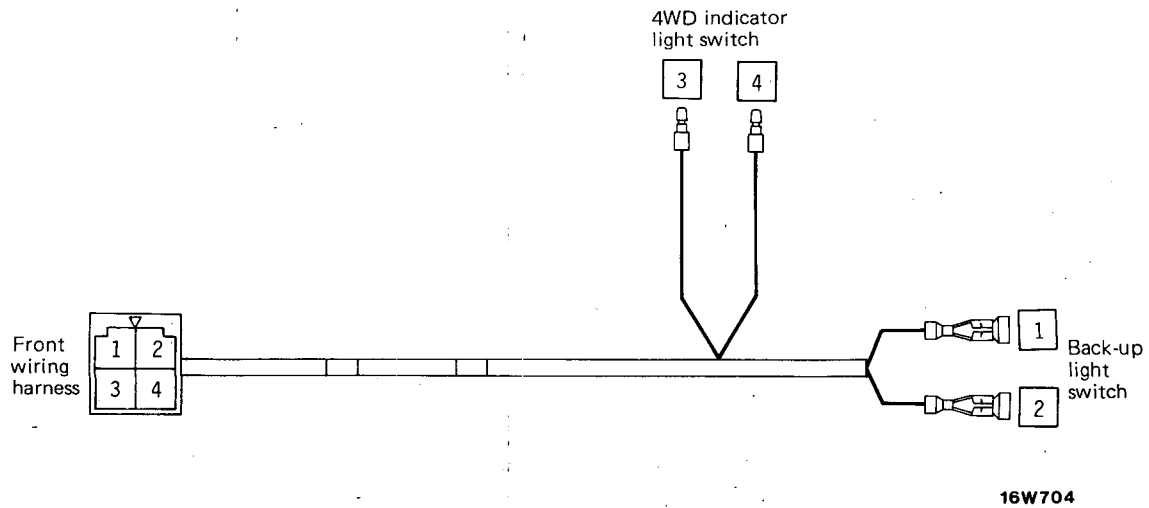 4WD indicator
light switch
3 4
Front
wiring
harness
1 2
3 4
1
Back-up
light
switch
2
16W704